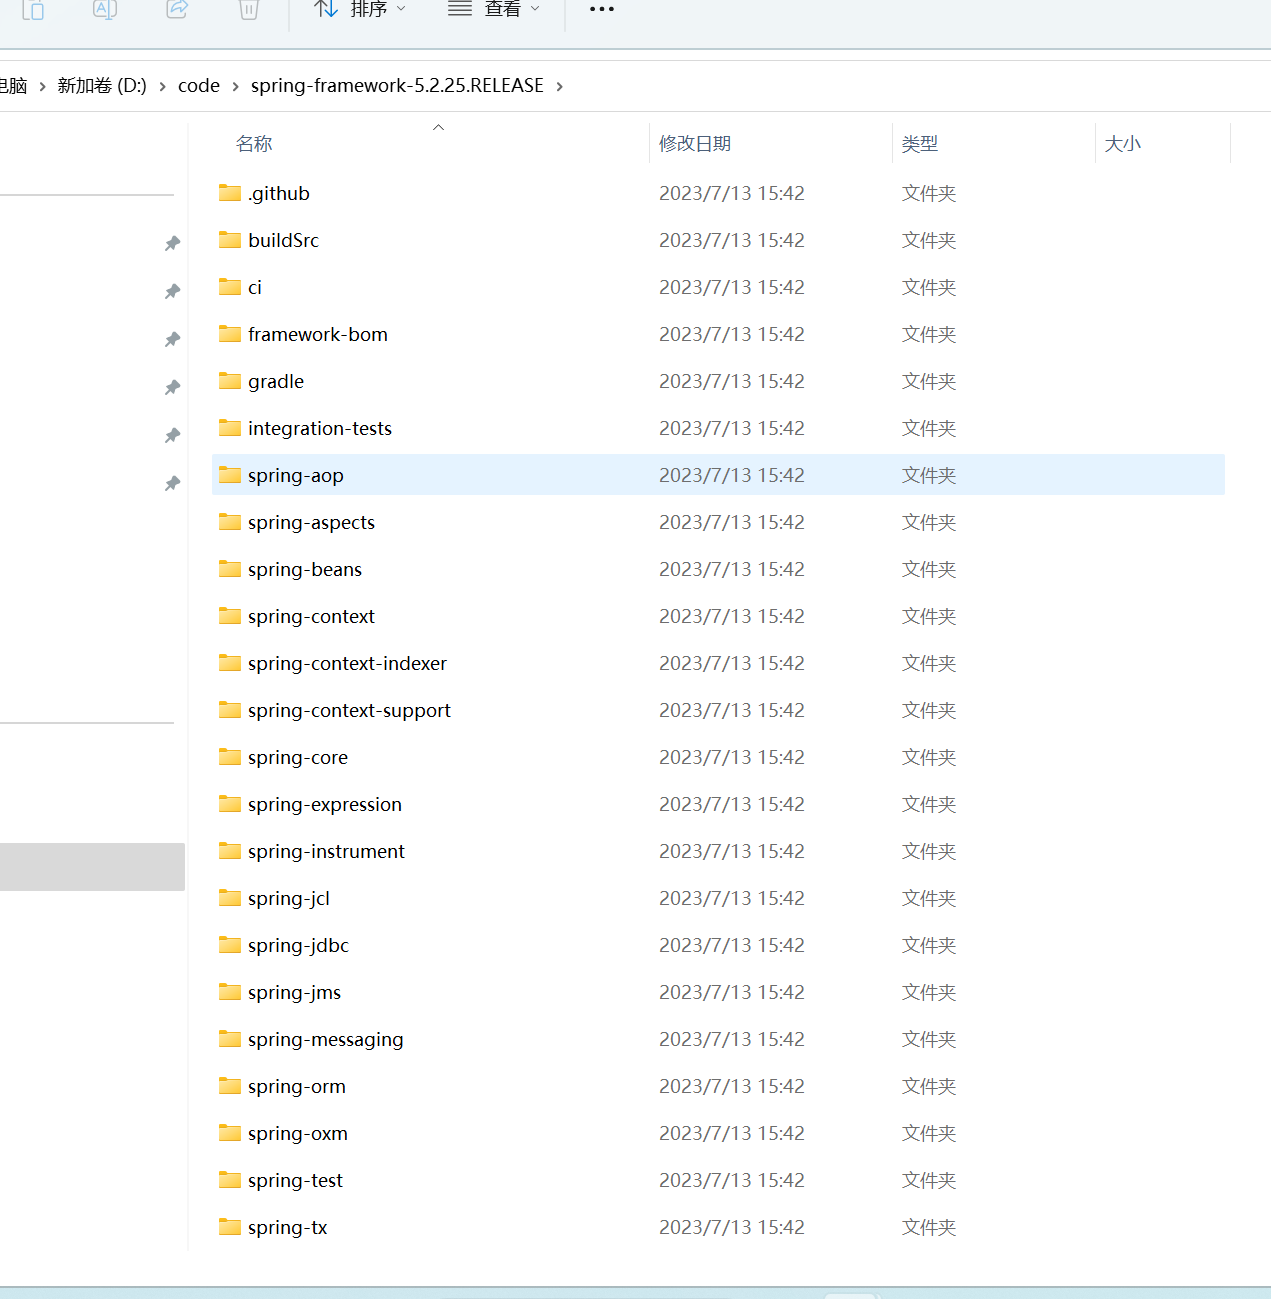 排序 查看
电脑 > 新加卷 (D:) > code > spring-framework-5.2.25.RELEASE >
名称 修改日期 类型 大小
.github 2023/7/13 15:42 文件夹
buildSrc 2023/7/13 15:42 文件夹
ci 2023/7/13 15:42 文件夹
framework-bom 2023/7/13 15:42 文件夹
gradle 2023/7/13 15:42 文件夹
integration-tests 2023/7/13 15:42 文件夹
spring-aop 2023/7/13 15:42 文件夹
spring-aspects 2023/7/13 15:42 文件夹
spring-beans 2023/7/13 15:42 文件夹
spring-context 2023/7/13 15:42 文件夹
spring-context-indexer 2023/7/13 15:42 文件夹
spring-context-support 2023/7/13 15:42 文件夹
spring-core 2023/7/13 15:42 文件夹
spring-expression 2023/7/13 15:42 文件夹
spring-instrument 2023/7/13 15:42 文件夹
spring-jcl 2023/7/13 15:42 文件夹
spring-jdbc 2023/7/13 15:42 文件夹
spring-jms 2023/7/13 15:42 文件夹
spring-messaging 2023/7/13 15:42 文件夹
spring-orm 2023/7/13 15:42 文件夹
spring-oxm 2023/7/13 15:42 文件夹
spring-test 2023/7/13 15:42 文件夹
spring-tx 2023/7/13 15:42 文件夹